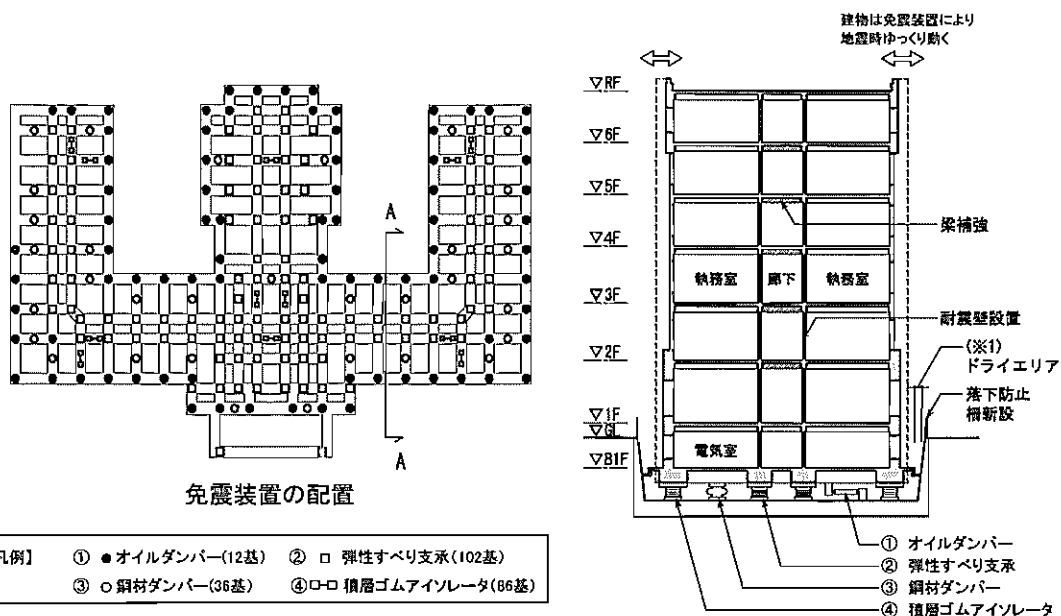 建物は免震装置により
地震時ゆっくり動く
▽RF
▽6F
▽5F
▽4F
▽3F
▽2F
▽1F
▽GL
▽B1F
執務室 廊下 執務室
電気室
梁補強
耐震壁設置
(※1)
ドライエリア
落下防止
柵新設
A
A
免震装置の配置
凡例】 ① ●オイルダンパー(12基) ② □ 弾性すべり支承(102基)
③ ○鋼材ダンパー(36基) ④□-□ 積層ゴムアイソレータ(86基)
① オイルダンパー
② 弾性すべり支承
③ 鋼材ダンパー
④ 積層ゴムアイソレータ